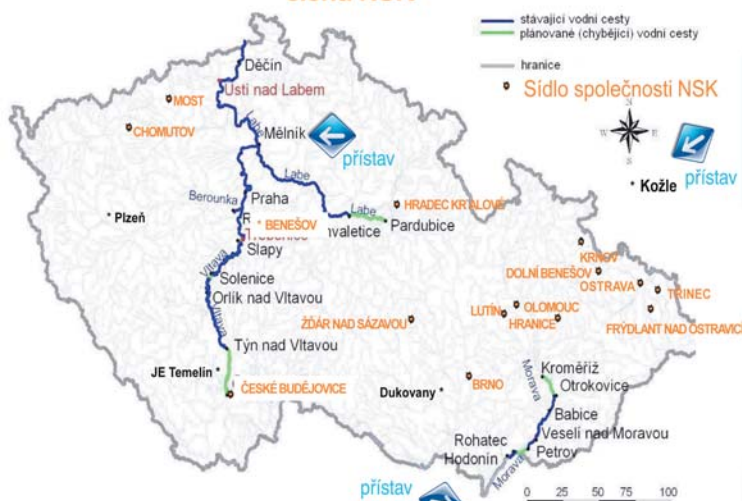 stávající vodní cesty
plánované (chybějící) vodní cesty
hranice
Sídlo společnosti NSK
N
W E
S
přístav
Kožle
přístav
Děčín
Ústí nad Labem
MOST
CHOMUTOV
Labe
Mělník
Labe
Berounka
Praha
HRADEC KRÁLOVÉ
Labe
Pardubice
Plzeň
BENEŠOV
Slapy
Vltava
Solenice
Orlík nad Vltavou
Vltava
KRNOV
DOLNÍ BENEŠOV
OSTRAVA
TŘINEC
LUTÍN
OLOMOUC
HRANICE
FRÝDLANT NAD OSTRAVICÍ
ŽĎÁR NAD SÁZAVOU
Týn nad Vltavou
JE Temelín
ČESKÉ BUDĚJOVICE
Dukovany
BRNO
Morava
Kroměříž
Otrokovice
Babice
Veselí nad Moravou
Rohatec
Petrov
Hodonín
Morava
přístav
0 25 50 75 100